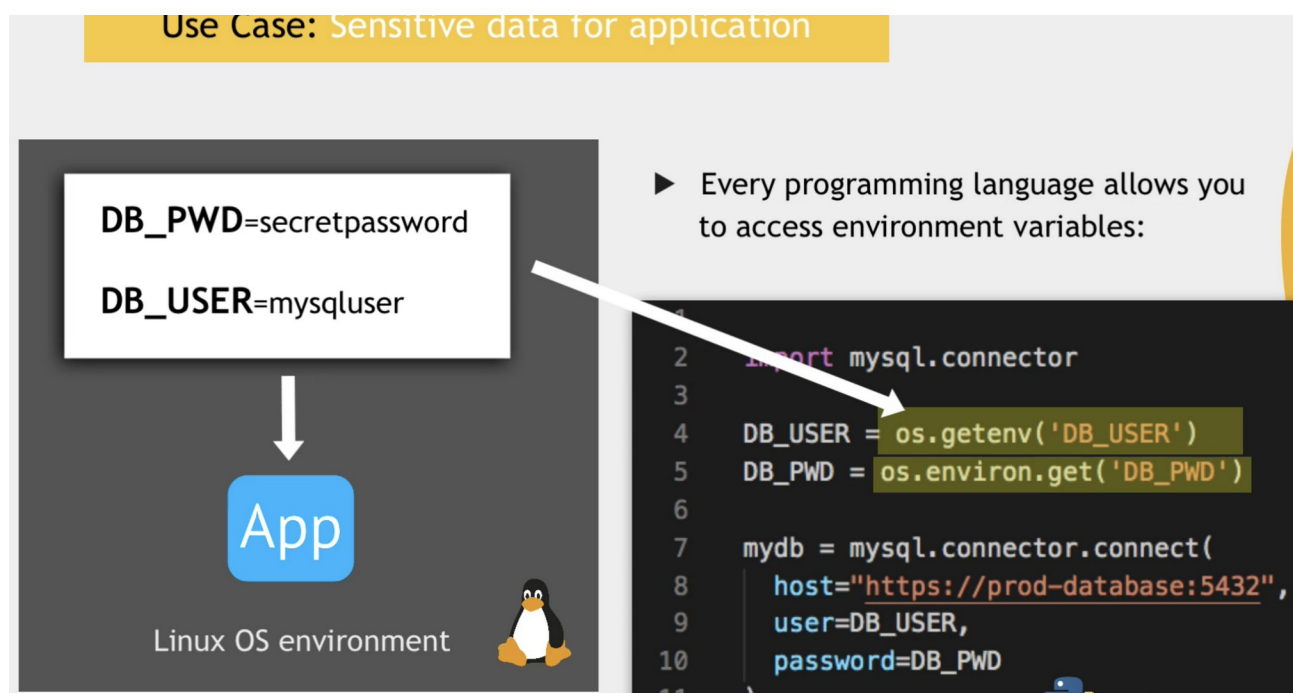 Use Case: Sensitive data for application
DB_PWD=secretpassword
DB_USER=mysqluser
App
Linux OS environment
▶ Every programming language allows you
to access environment variables:
1
2 import mysql.connector
3
4 DB_USER = os.getenv('DB_USER')
5 DB_PWD = os.environ.get('DB_PWD')
6
7 mydb = mysql.connector.connect(
8 host="https://prod-database:5432",
9 user=DB_USER,
10 password=DB_PWD
11 )